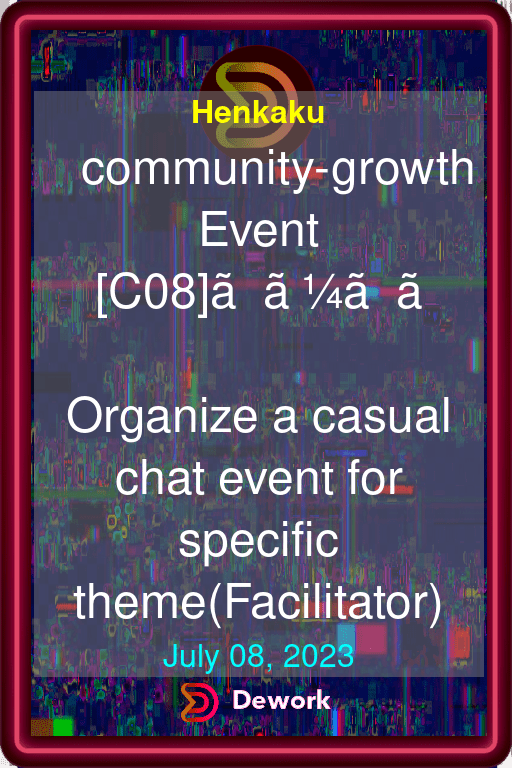 Henkaku
community-growth
Event
[C08]ã ã ¼ã ã
Organize a casual
chat event for
specific
theme(Facilitator)
July 08, 2023
Dework